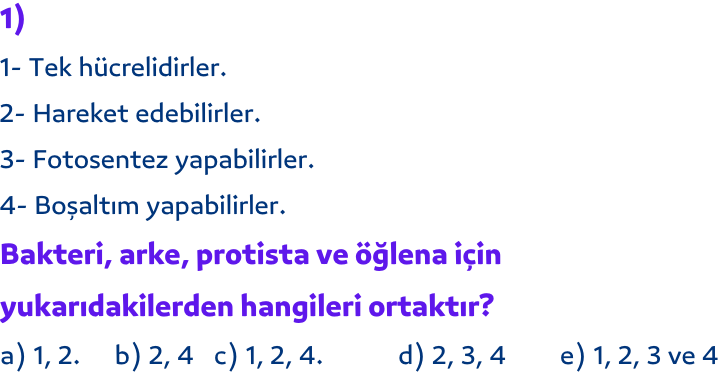 1)
1- Tek hücrelidirler.
2- Hareket edebilirler.
3- Fotosentez yapabilirler.
4- Boşaltım yapabilirler.
Bakteri, arke, protista ve öğlena için
yukarıdakilerden hangileri ortaktır?
a) 1, 2. b) 2, 4 c) 1, 2, 4. d) 2, 3, 4 e) 1, 2, 3 ve 4